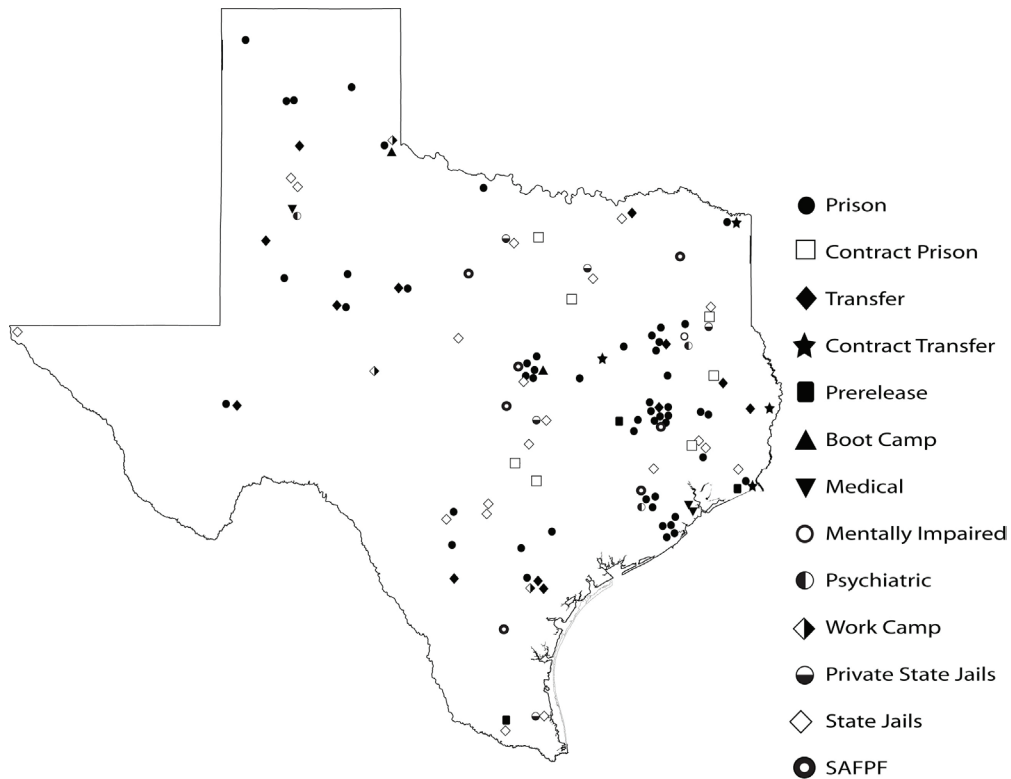 Prison
Contract Prison
Transfer
Contract Transfer
Prerelease
Boot Camp
Medical
Mentally Impaired
Psychiatric
Work Camp
Private State Jails
State Jails
SAFPF